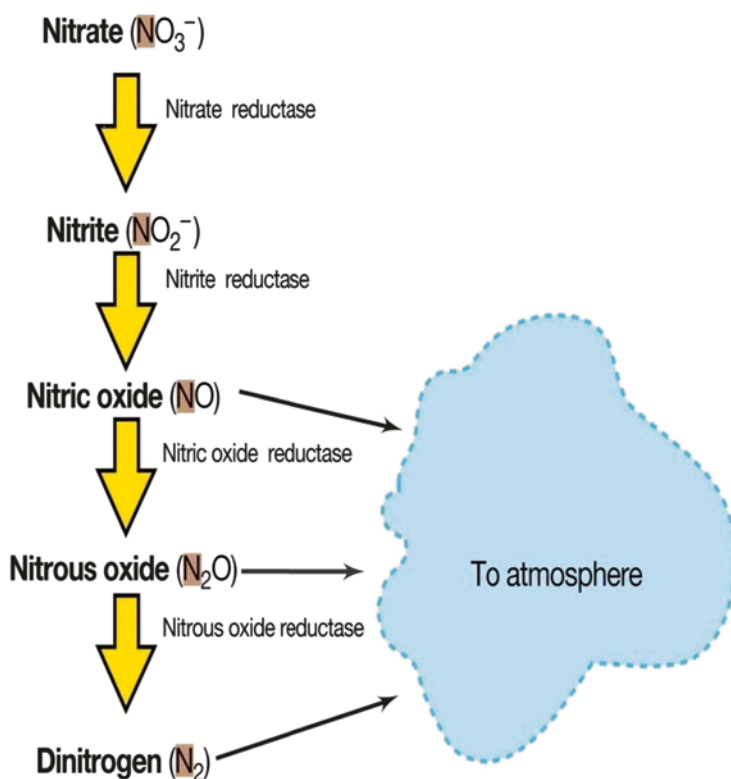 Nitrate (NO₃⁻)
Nitrate reductase
Nitrite (NO₂⁻)
Nitrite reductase
Nitric oxide (NO)
Nitric oxide reductase
Nitrous oxide (N₂O)
To atmosphere
Nitrous oxide reductase
Dinitrogen (N₂)